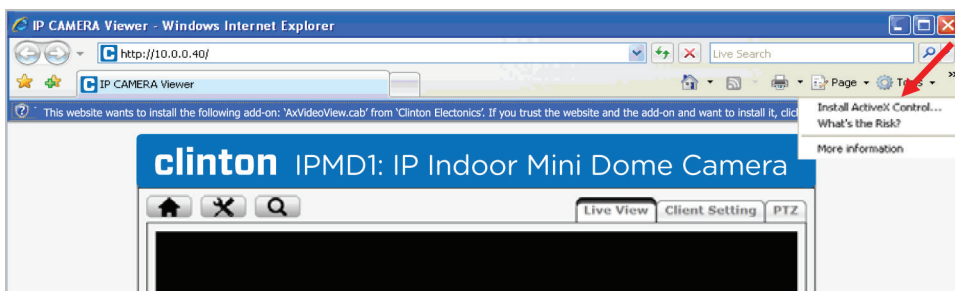 IP CAMERA Viewer - Windows Internet Explorer
http://10.0.0.40/
Live Search
IP CAMERA Viewer
Page
This website wants to install the following add-on: 'AxVideoView.cab' from 'Clinton Electonics'. If you trust the website and the add-on and want to install it,
Install ActiveX Control...
What's the Risk?
More information
clinton IPMD1: IP Indoor Mini Dome Camera
Live View Client Setting PTZ